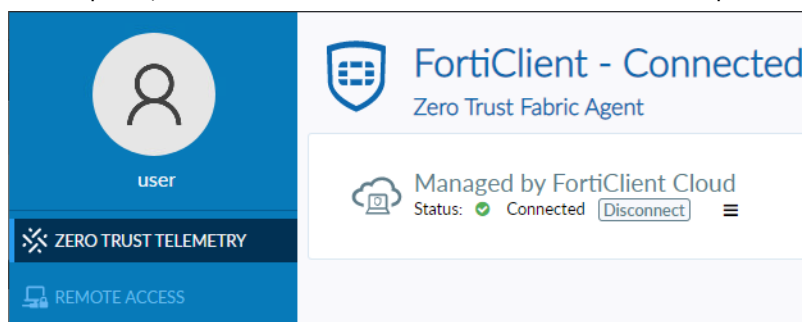 user
ZERO TRUST TELEMETRY
REMOTE ACCESS
FortiClient - Connected
Zero Trust Fabric Agent
Managed by FortiClient Cloud
Status: Connected Disconnect